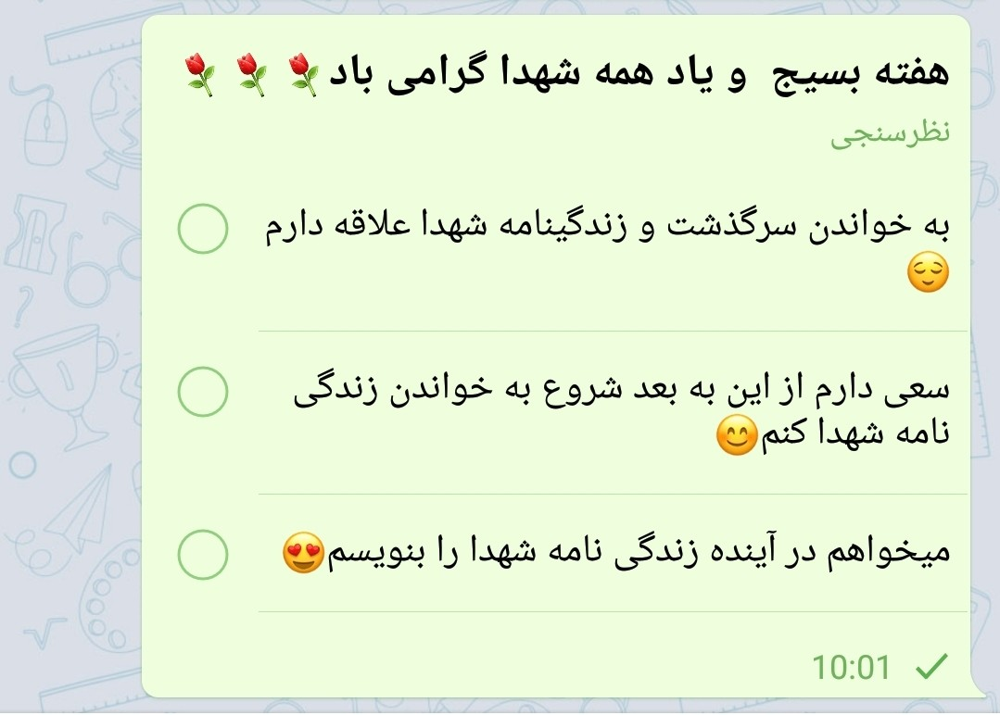 هفته بسیج  و یاد همه شهدا گرامی باد🌹🌹🌹
نظرسنجی
به خواندن سرگذشت و زندگینامه شهدا علاقه دارم
😌
سعی دارم از این به بعد شروع به خواندن زندگی
نامه شهدا کنم😊
میخواهم در آینده زندگی نامه شهدا را بنویسم😍
10:01